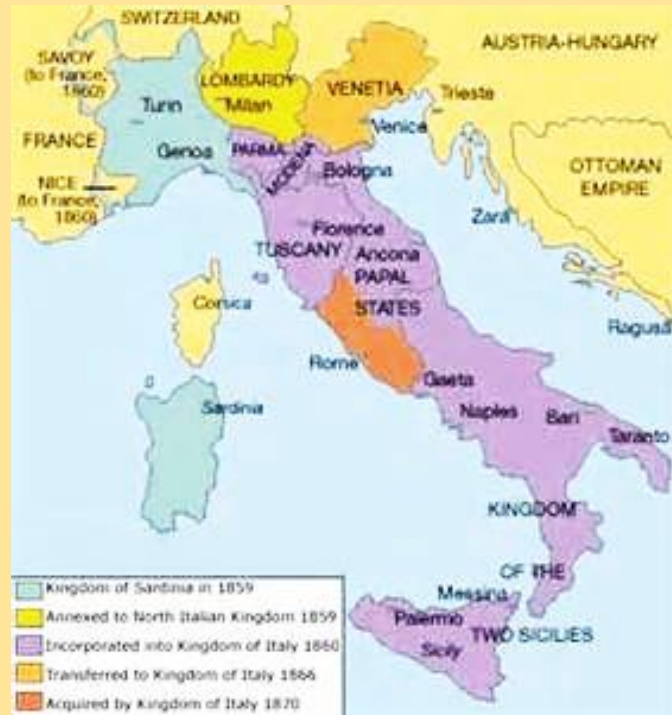 SWITZERLAND
AUSTRIA-HUNGARY
SAVOY
(to France,
1860)
LOMBARDY
Milan
VENETIA
Trieste
Turin
Venice
FRANCE
Genoa
PARMA
MODENA
Bologna
OTTOMAN
EMPIRE
NICE
(to France,
1860)
Zara
Florence
TUSCANY
Ancona
PAPAL
STATES
Corsica
Ragusa
Rome
Gaeta
Sardinia
Naples
Bari
Taranto
KINGDOM
OF THE
Messina
Palermo
TWO SICILIES
Sicily
Kingdom of Sardinia in 1859
Annexed to North Italian Kingdom 1859
Incorporated into Kingdom of Italy 1860
Transferred to Kingdom of Italy 1866
Acquired by Kingdom of Italy 1870